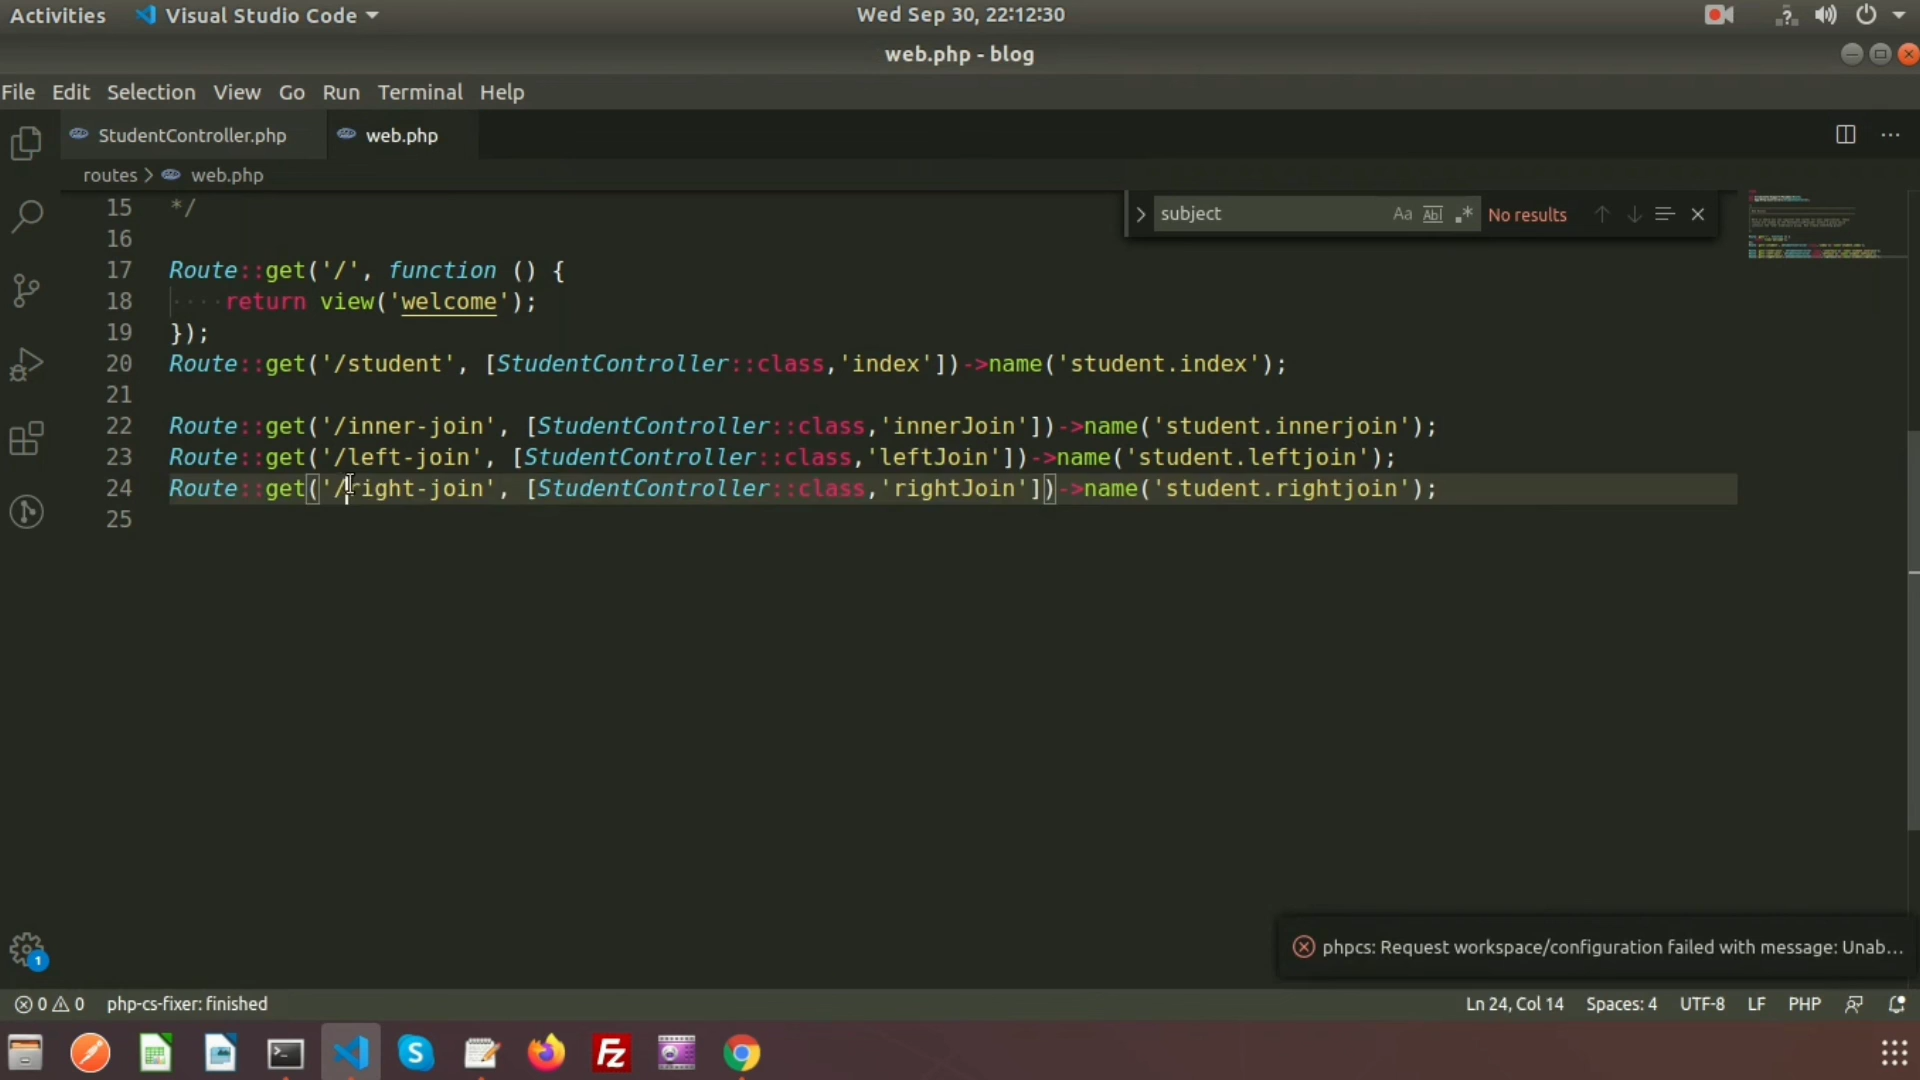 Activities Visual Studio Code Wed Sep 30, 22:12:30
web.php - blog
File Edit Selection View Go Run Terminal Help
StudentController.php web.php
routes > web.php
subject Aa Abl .* No results
15 */
16
17 Route::get('/', function () {
18 ····return view('welcome');
19 });
20 Route::get('/student', [StudentController::class,'index'])->name('student.index');
21
22 Route::get('/inner-join', [StudentController::class,'innerJoin'])->name('student.innerjoin');
23 Route::get('/left-join', [StudentController::class,'leftJoin'])->name('student.leftjoin');
24 Route::get('/right-join', [StudentController::class,'rightJoin'])->name('student.rightjoin');
25
phpcs: Request workspace/configuration failed with message: Unab...
1
0 0 php-cs-fixer: finished Ln 24, Col 14 Spaces: 4 UTF-8 LF PHP